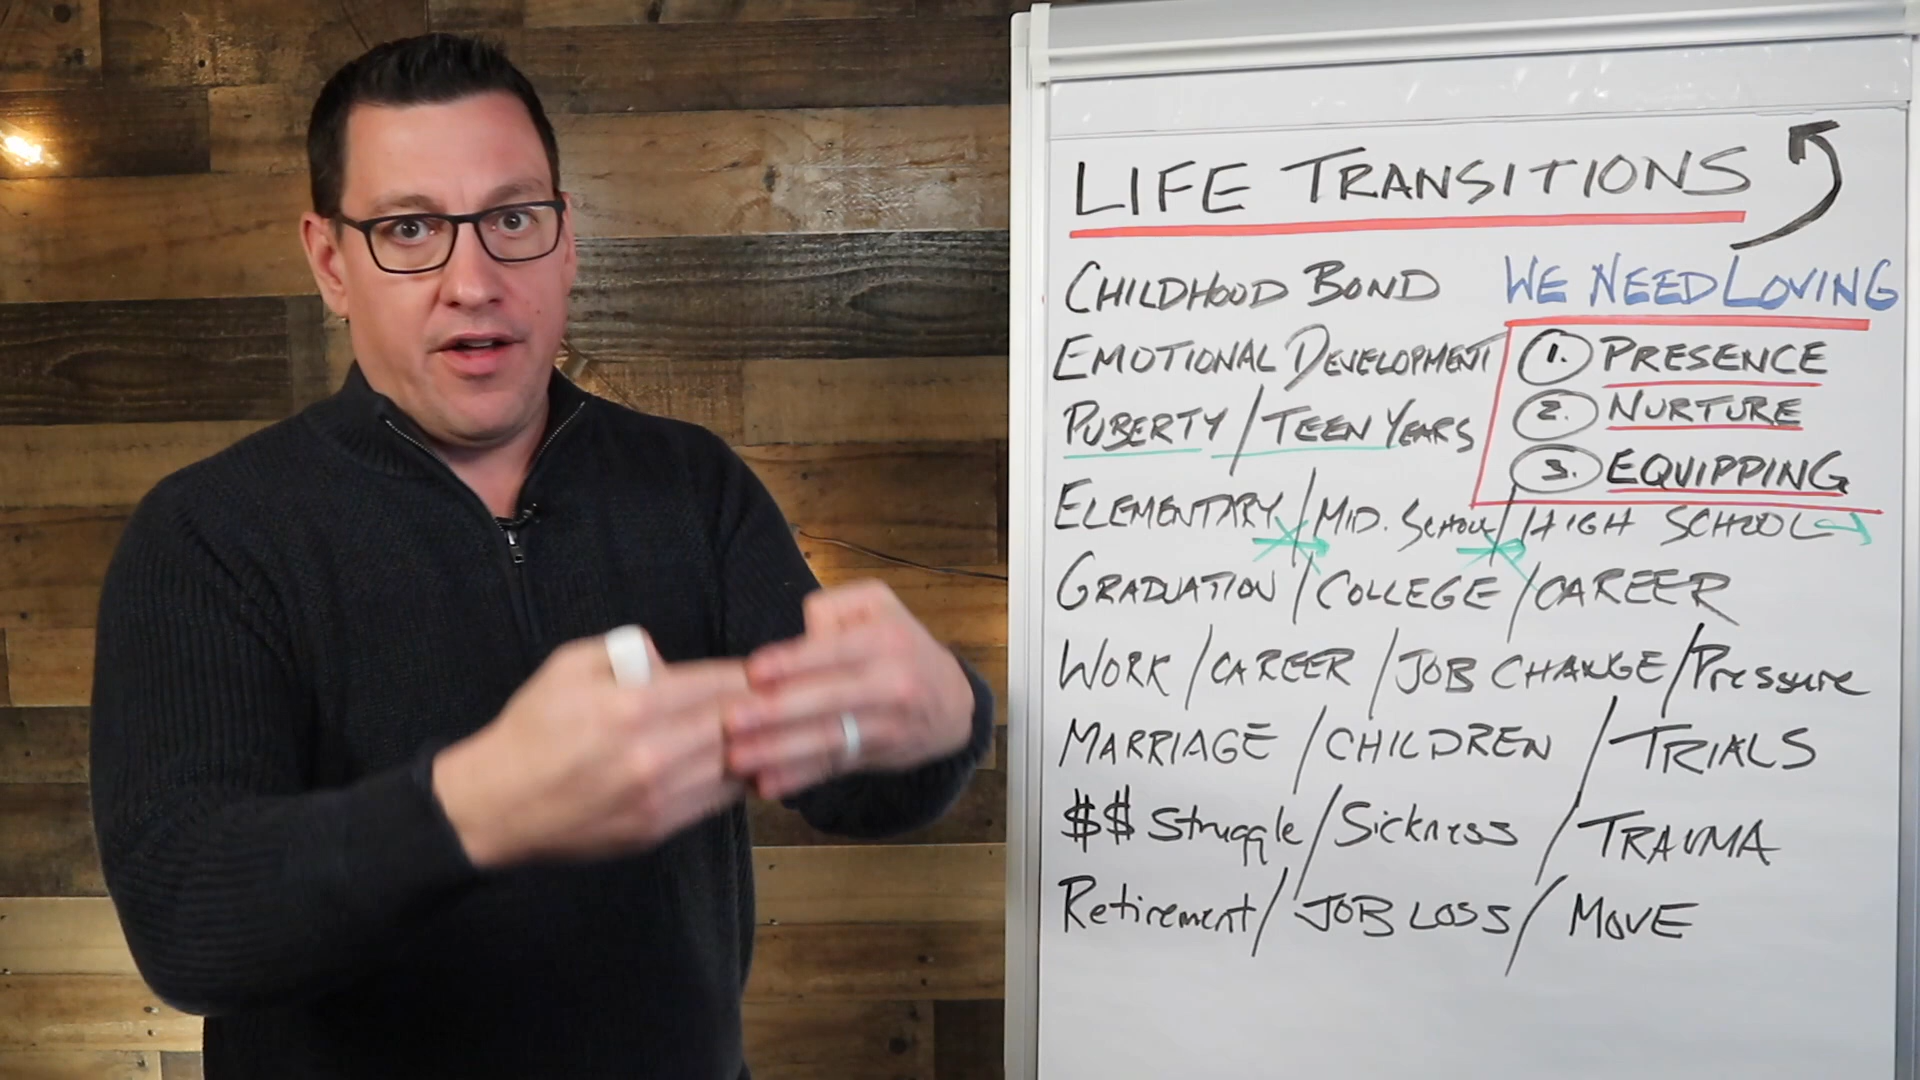 LIFE TRANSITIONS
CHILDHOOD BOND
EMOTIONAL DEVELOPMENT
PUBERTY / TEEN YEARS
WE NEED LOVING
1. PRESENCE
2. NURTURE
3. EQUIPPING
ELEMENTARY / MID. SCHOOL / HIGH SCHOOL
GRADUATION / COLLEGE / CAREER
WORK / CAREER / JOB CHANGE / Pressure
MARRIAGE / CHILDREN / TRIALS
$$ Struggle / Sickness / TRAUMA
Retirement / JOB LOSS / MOVE